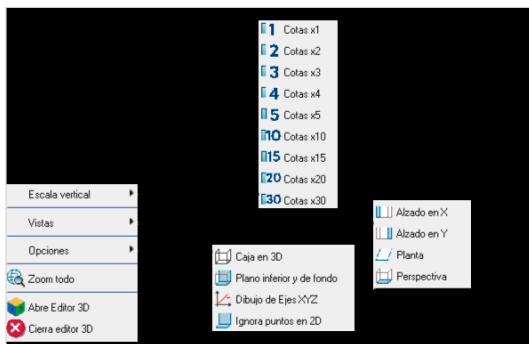 1 Cotas x1
2 Cotas x2
3 Cotas x3
4 Cotas x4
5 Cotas x5
10 Cotas x10
15 Cotas x15
20 Cotas x20
30 Cotas x30
Escala vertical
Vistas
Opciones
Zoom todo
Abre Editor 3D
Cierra editor 3D
Caja en 3D
Plano inferior y de fondo
Dibujo de Ejes XYZ
Ignora puntos en 2D
Alzado en X
Alzado en Y
Planta
Perspectiva